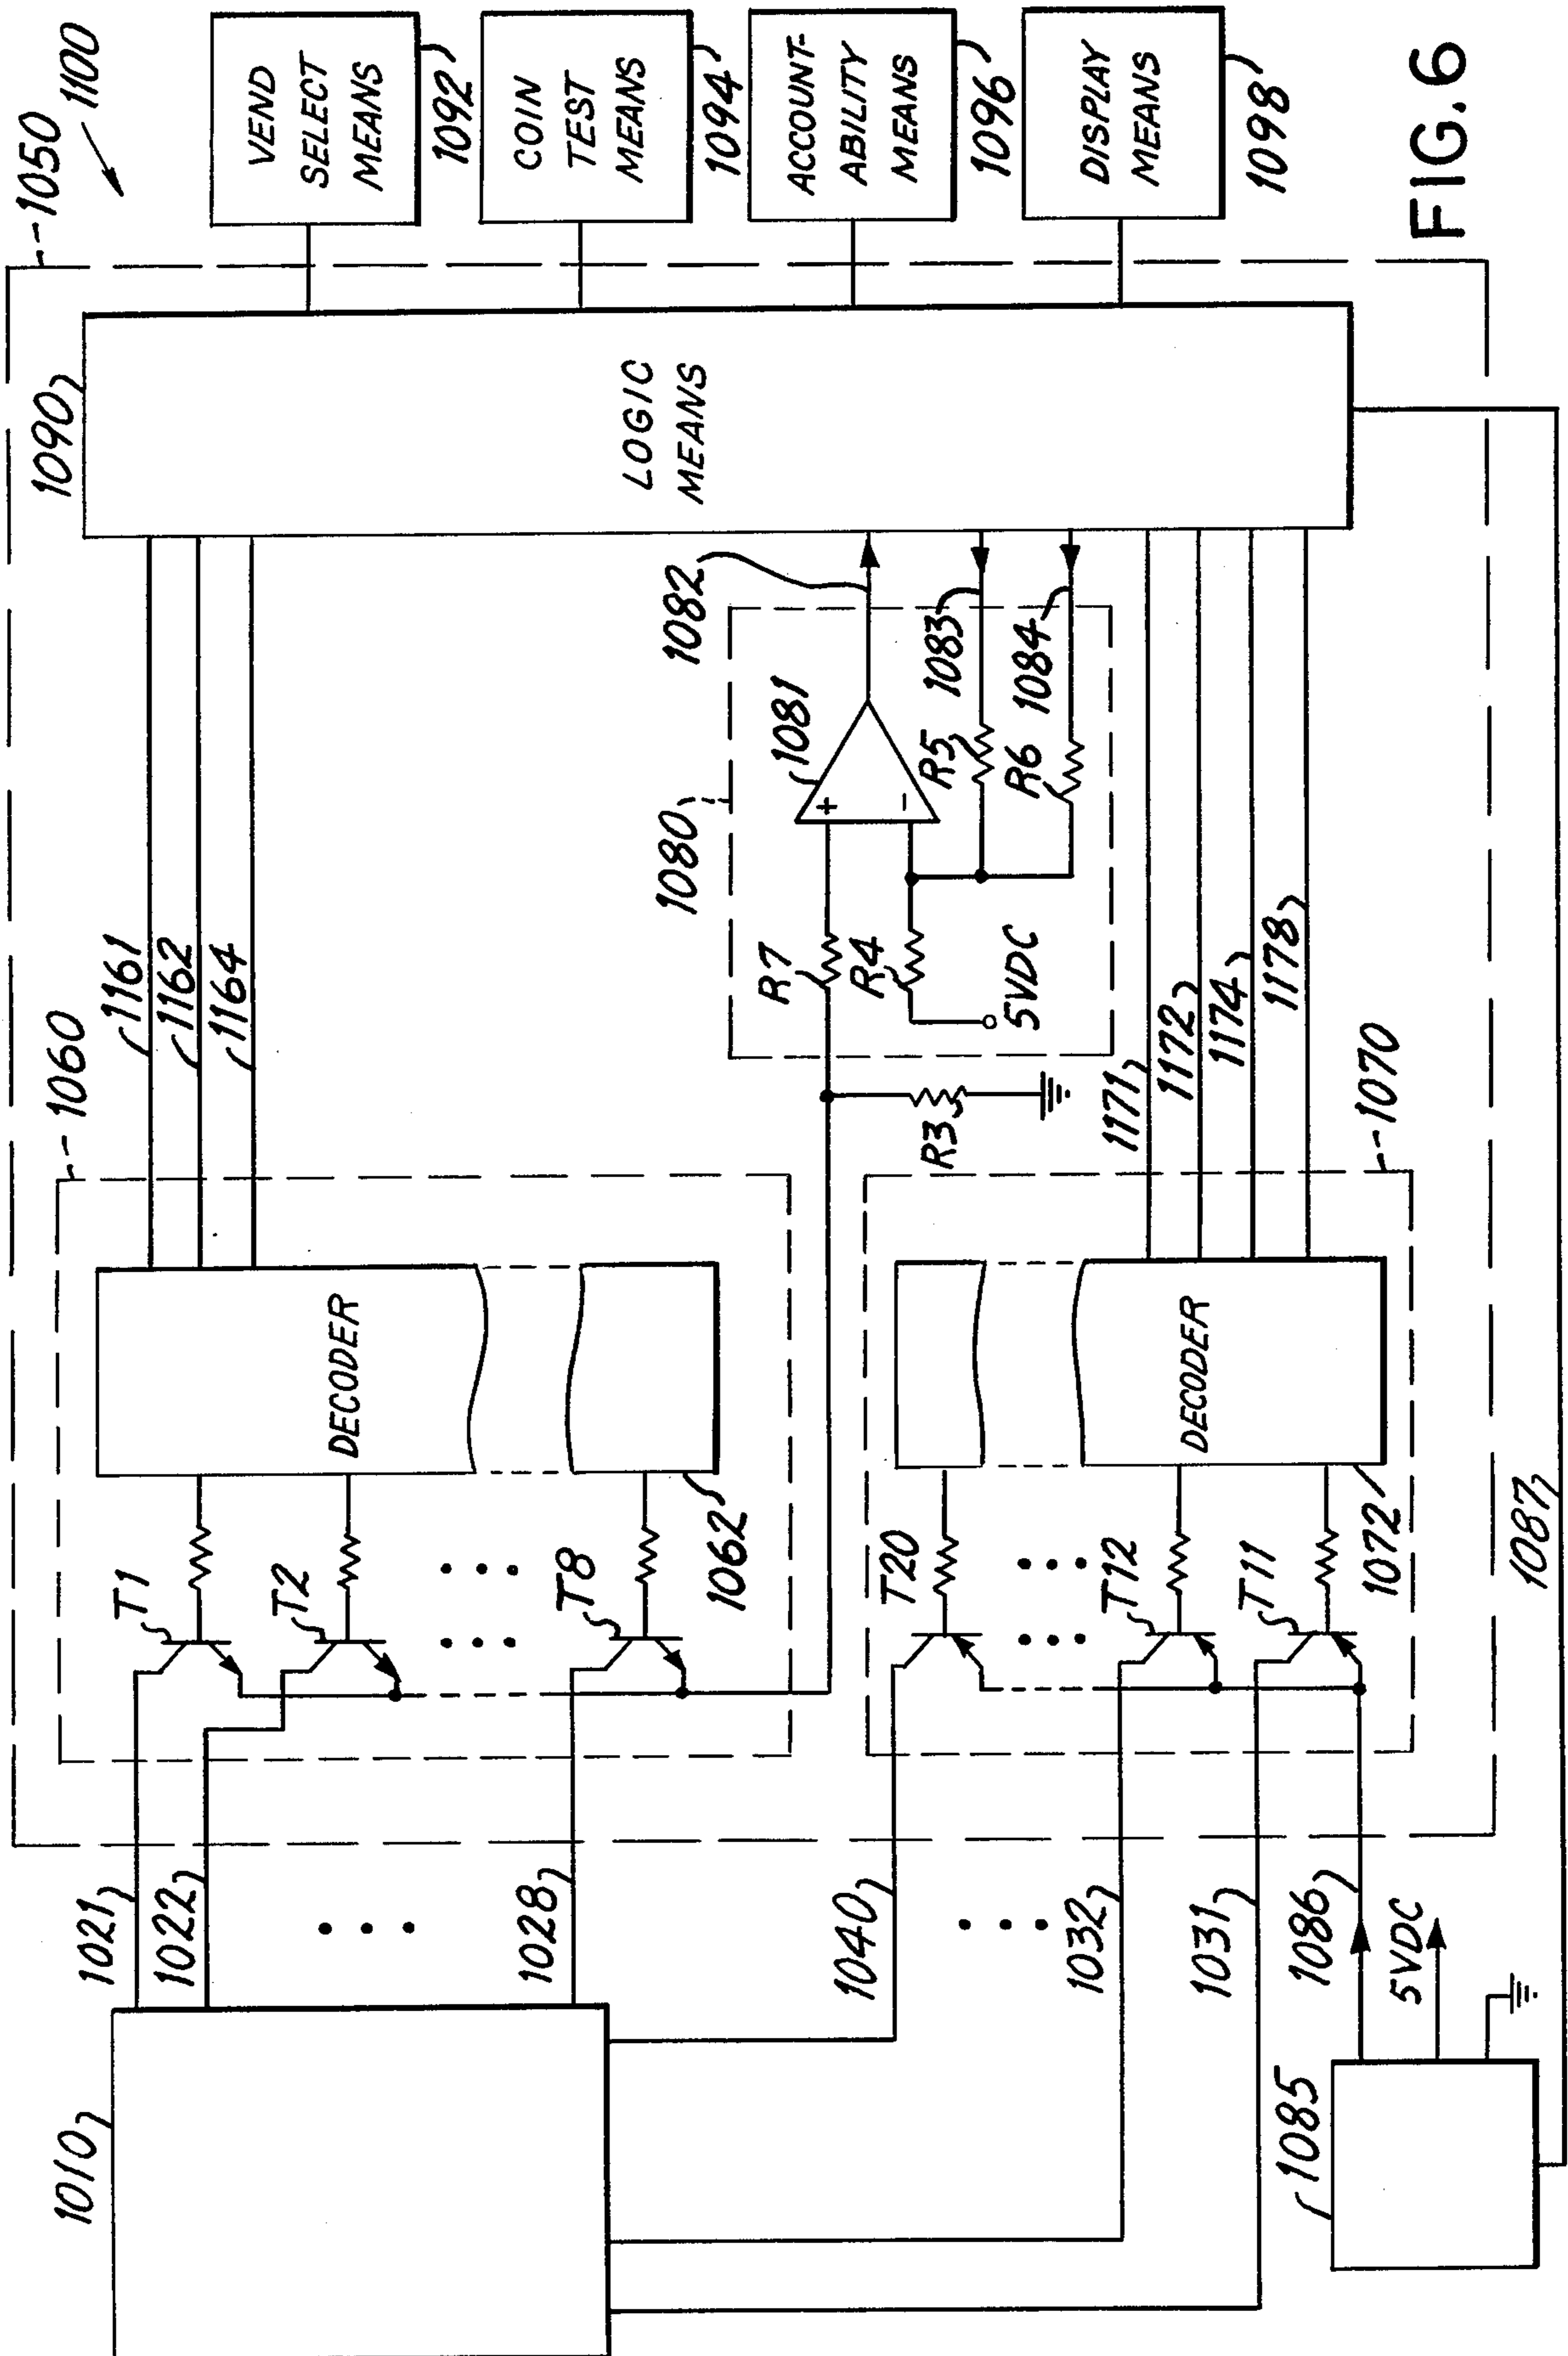 1050
1100
VEND
SELECT
MEANS
1092
COIN
TEST
MEANS
1094
ACCOUNT-
ABILITY
MEANS
1096
DISPLAY
MEANS
1098
1090
LOGIC
MEANS
1161
1162
1164
1060
DECODER
1062
T1
T2
T8
1080
1081
1082
1083
1084
+
-
R7
R4
R5
R6
5VDC
R3
1171
1172
1174
1178
1070
DECODER
1072
T20
T12
T11
1021
1022
1028
1040
1032
1031
1086
5VDC
1010
1085
1087
FIG.6